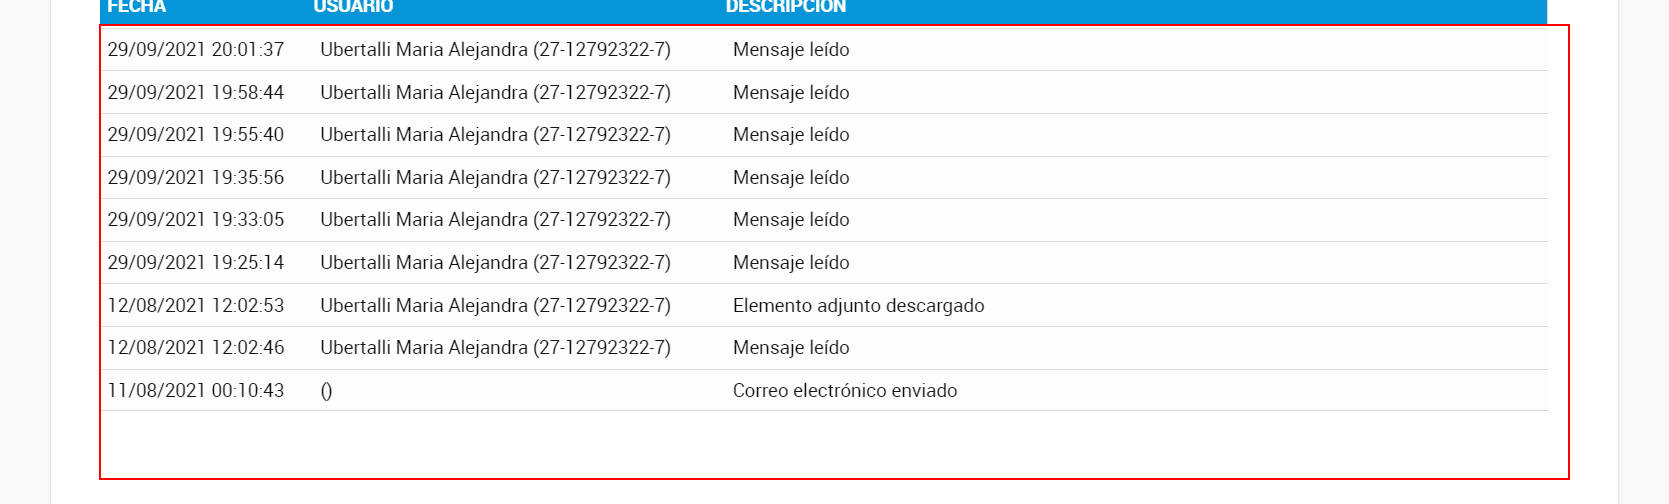 FECHA USUARIO DESCRIPCIÓN
29/09/2021 20:01:37 Ubertalli Maria Alejandra (27-12792322-7) Mensaje leído
29/09/2021 19:58:44 Ubertalli Maria Alejandra (27-12792322-7) Mensaje leído
29/09/2021 19:55:40 Ubertalli Maria Alejandra (27-12792322-7) Mensaje leído
29/09/2021 19:35:56 Ubertalli Maria Alejandra (27-12792322-7) Mensaje leído
29/09/2021 19:33:05 Ubertalli Maria Alejandra (27-12792322-7) Mensaje leído
29/09/2021 19:25:14 Ubertalli Maria Alejandra (27-12792322-7) Mensaje leído
12/08/2021 12:02:53 Ubertalli Maria Alejandra (27-12792322-7) Elemento adjunto descargado
12/08/2021 12:02:46 Ubertalli Maria Alejandra (27-12792322-7) Mensaje leído
11/08/2021 00:10:43 () Correo electrónico enviado